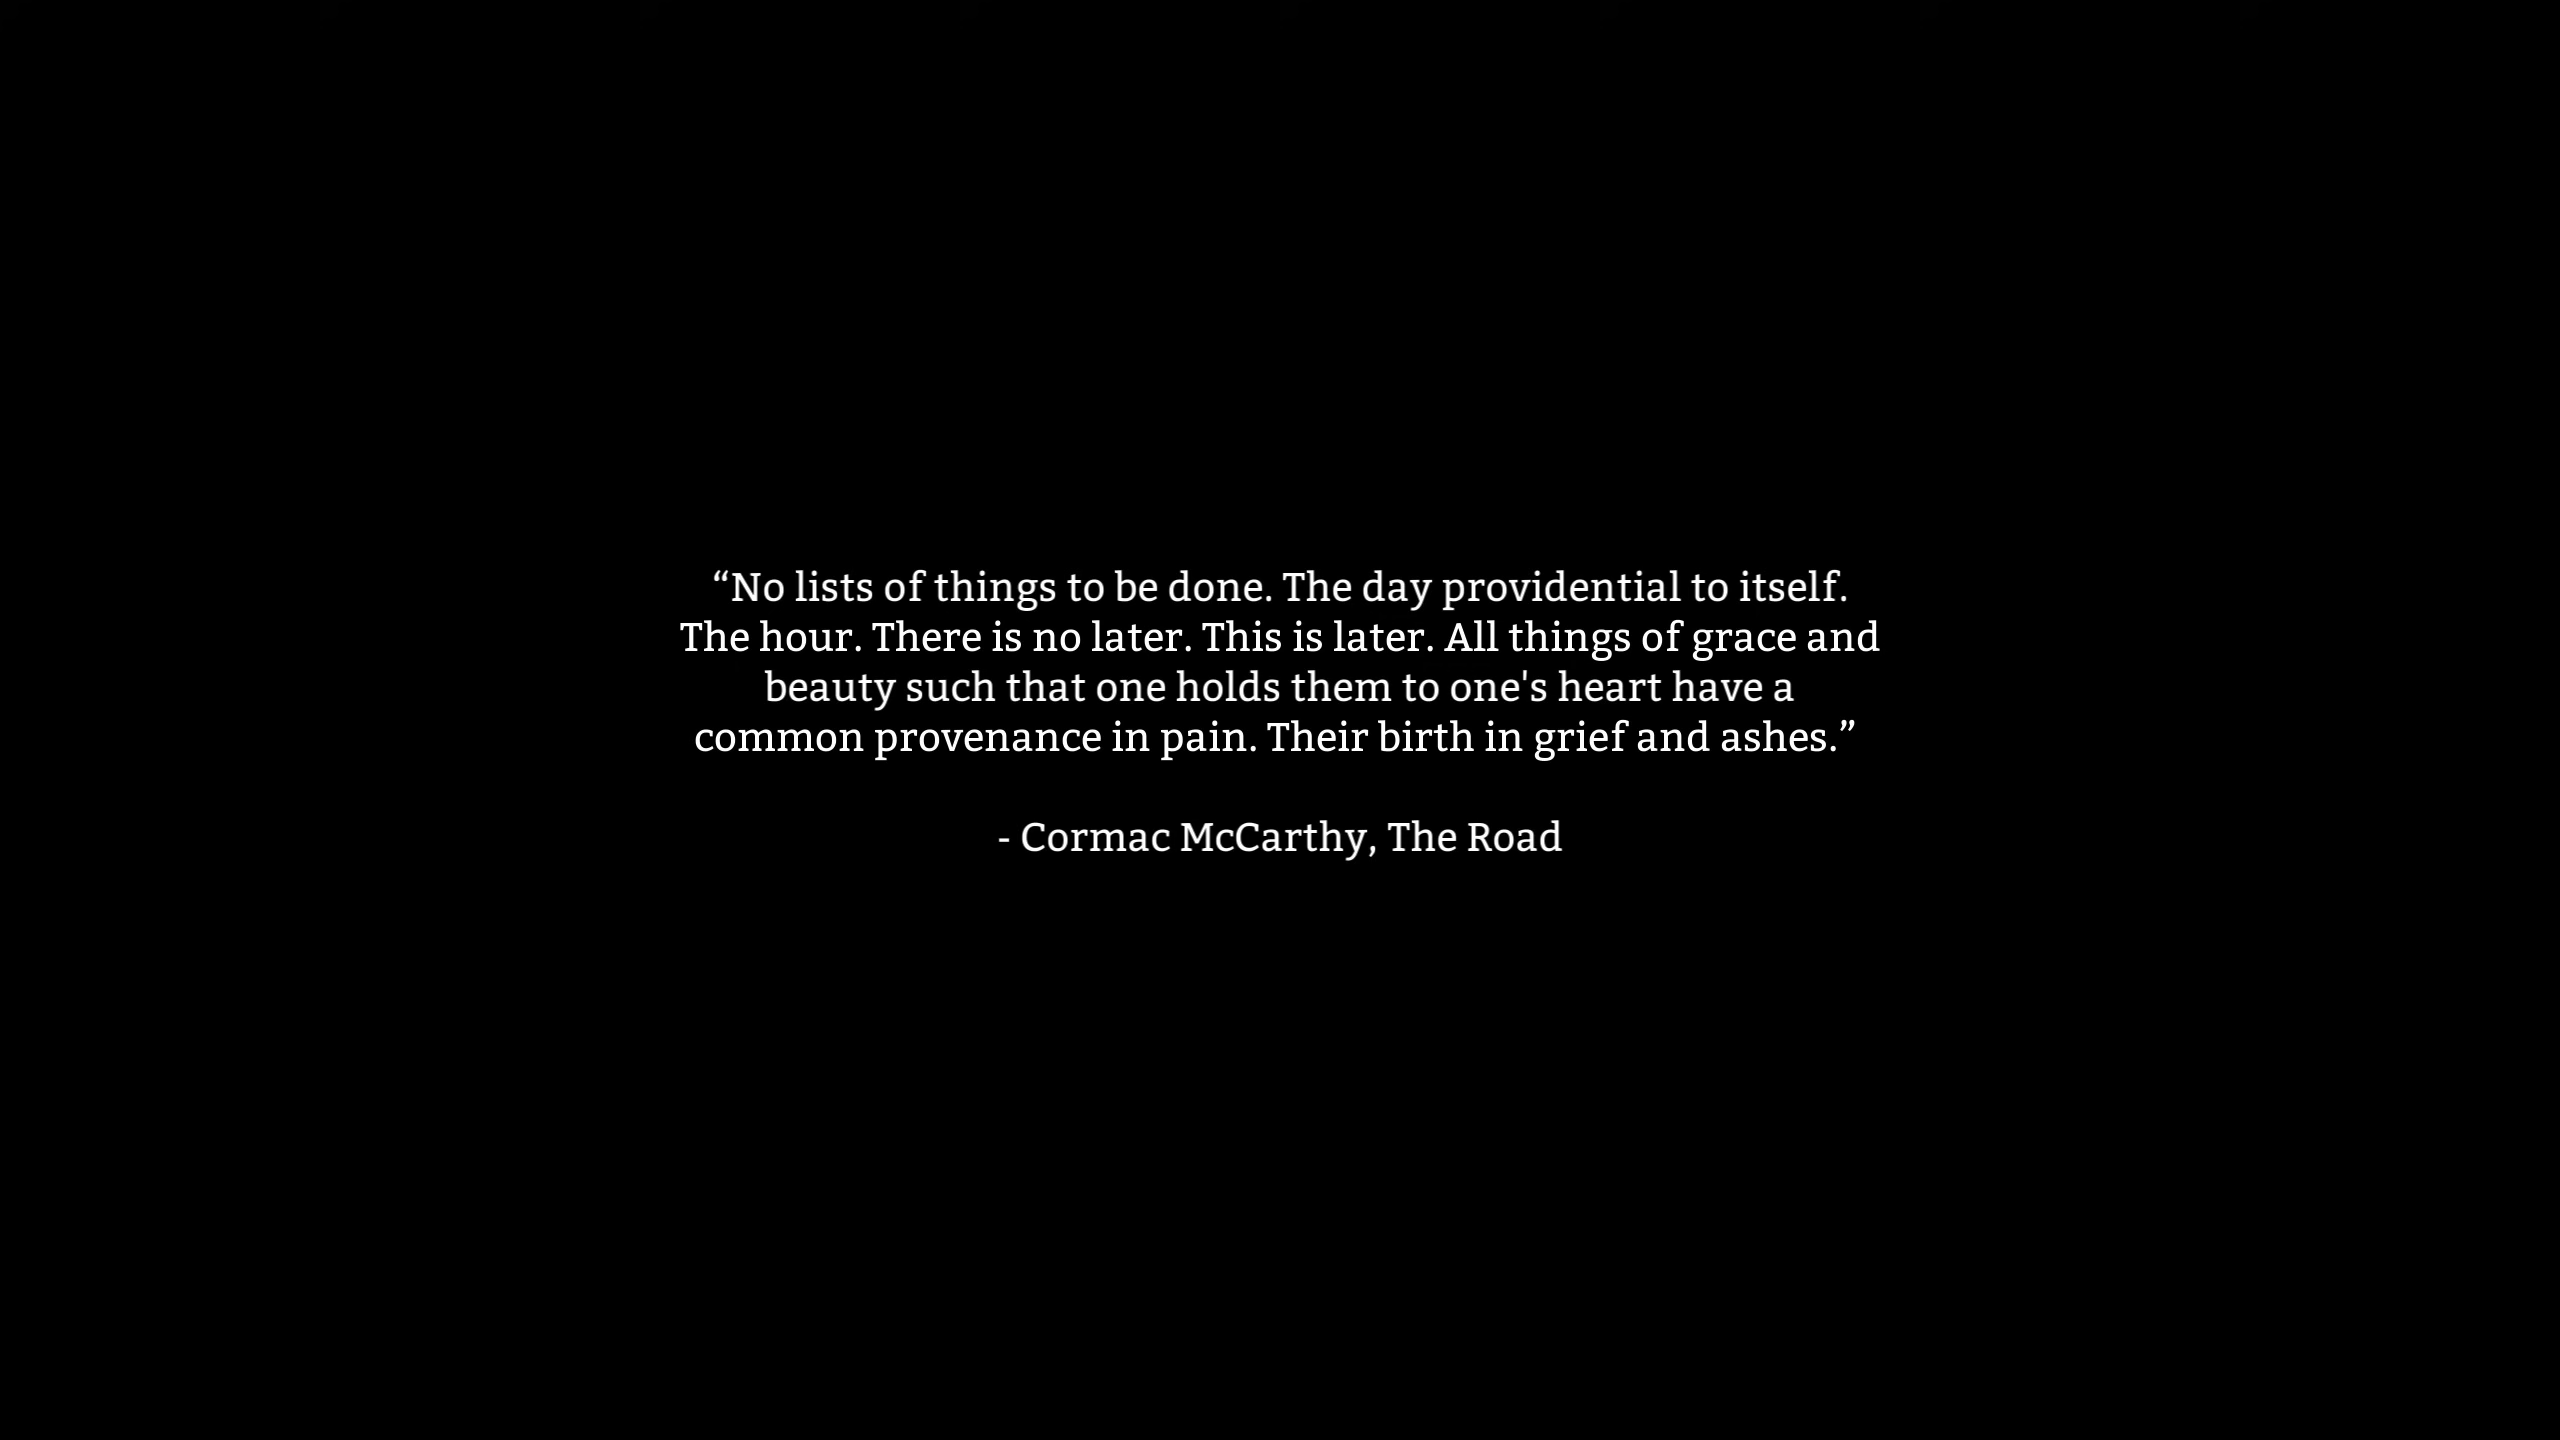 “No lists of things to be done. The day providential to itself.
The hour. There is no later. This is later. All things of grace and
beauty such that one holds them to one's heart have a
common provenance in pain. Their birth in grief and ashes.”
- Cormac McCarthy, The Road